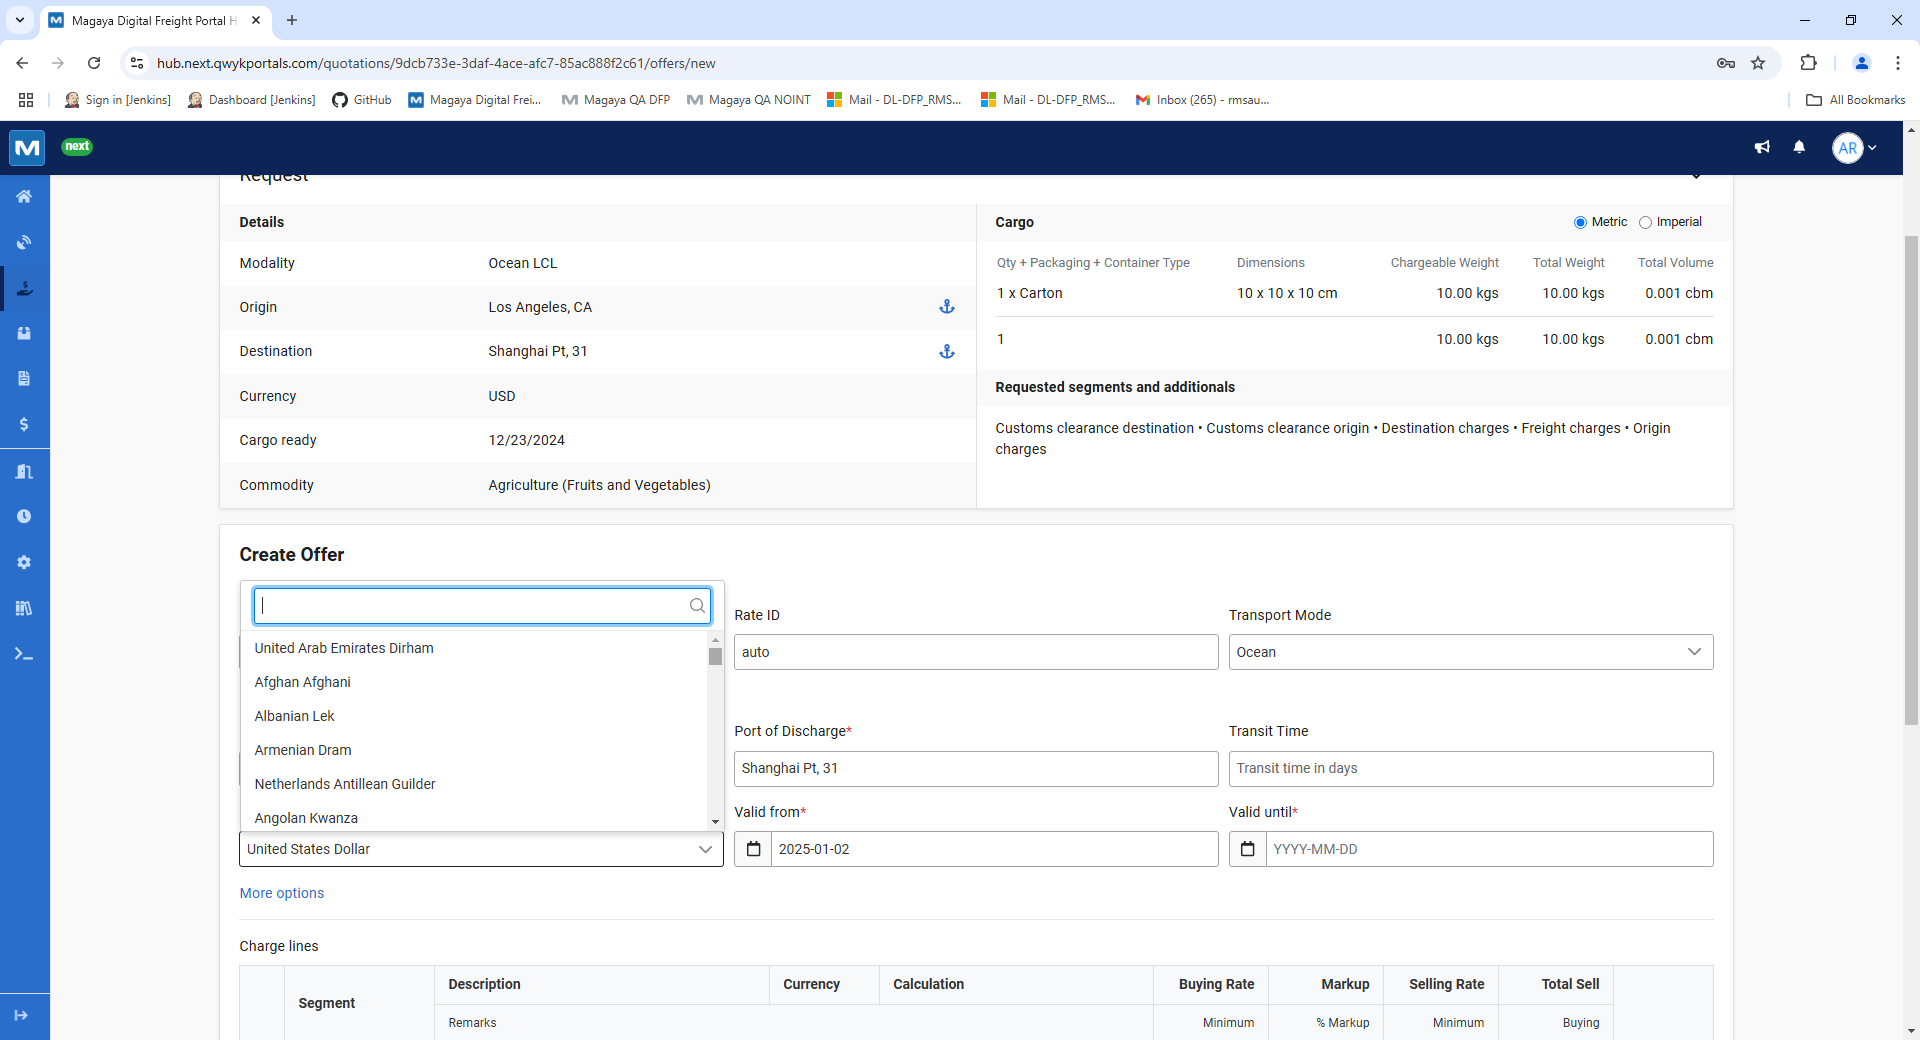 Magaya Digital Freight Portal H
hub.next.qwykportals.com/quotations/9dcb733e-3daf-4ace-afc7-85ac888f2c61/offers/new
Sign in [Jenkins]
Dashboard [Jenkins]
GitHub
Magaya Digital Frei...
Magaya QA DFP
Magaya QA NOINT
Mail - DL-DFP_RMS...
Mail - DL-DFP_RMS...
Inbox (265) - rmsau...
All Bookmarks
next
AR
Request
Details
Modality Ocean LCL
Origin Los Angeles, CA
Destination Shanghai Pt, 31
Currency USD
Cargo ready 12/23/2024
Commodity Agriculture (Fruits and Vegetables)
Cargo Metric Imperial
Qty + Packaging + Container Type Dimensions Chargeable Weight Total Weight Total Volume
1 x Carton 10 x 10 x 10 cm 10.00 kgs 10.00 kgs 0.001 cbm
1 10.00 kgs 10.00 kgs 0.001 cbm
Requested segments and additionals
Customs clearance destination • Customs clearance origin • Destination charges • Freight charges • Origin
charges
Create Offer
United Arab Emirates Dirham
Afghan Afghani
Albanian Lek
Armenian Dram
Netherlands Antillean Guilder
Angolan Kwanza
United States Dollar
Rate ID
auto
Transport Mode
Ocean
Port of Discharge*
Shanghai Pt, 31
Transit Time
Transit time in days
Valid from*
2025-01-02
Valid until*
YYYY-MM-DD
More options
Charge lines
Segment
Description Currency Calculation Buying Rate Markup Selling Rate Total Sell
Remarks Minimum % Markup Minimum Buying